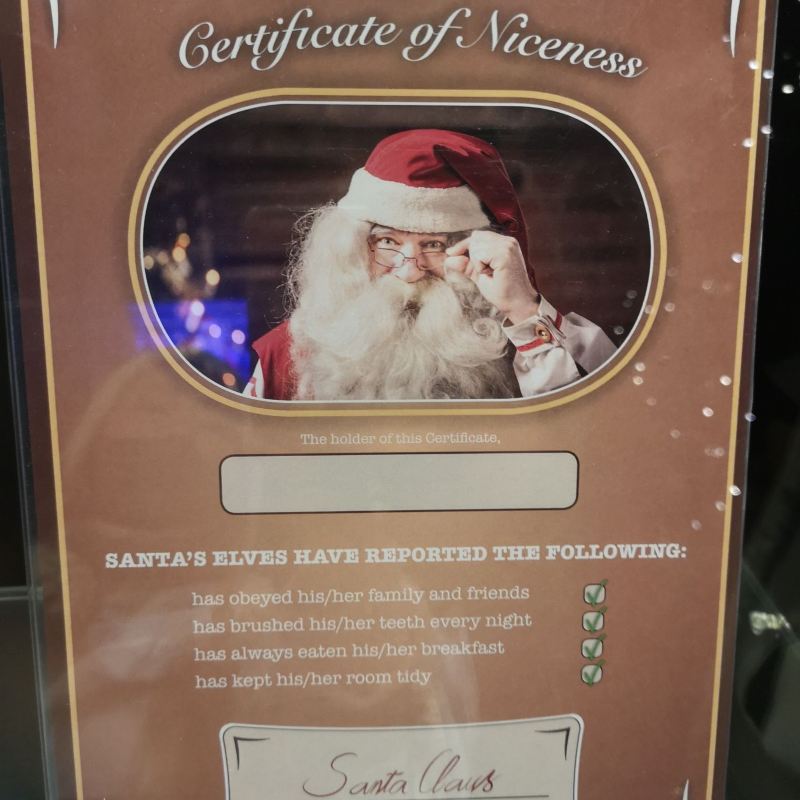 Certificate of Niceness
The holder of this Certificate,
SANTA'S ELVES HAVE REPORTED THE FOLLOWING:
has obeyed his/her family and friends
has brushed his/her teeth every night
has always eaten his/her breakfast
has kept his/her room tidy
Santa Claus